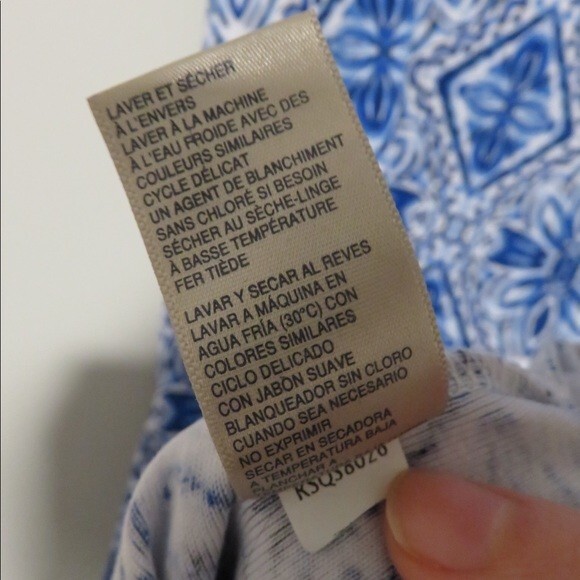 LAVER ET SÉCHER
À L'ENVERS
LAVER À LA MACHINE
À L'EAU FROIDE AVEC DES
COULEURS SIMILAIRES
CYCLE DÉLICAT
UN AGENT DE BLANCHIMENT
SANS CHLORÉ SI BESOIN
SÉCHER AU SÈCHE-LINGE
À BASSE TEMPÉRATURE
FER TIÈDE
LAVAR Y SECAR AL REVES
LAVAR A MÁQUINA EN
AGUA FRÍA (30°C) CON
COLORES SIMILARES
CICLO DELICADO
CON JABÓN SUAVE
BLANQUEADOR SIN CLORO
CUANDO SEA NECESARIO
NO EXPRIMIR
SECAR EN SECADORA
A TEMPERATURA BAJA
PLANCHAR A
KSQ38026